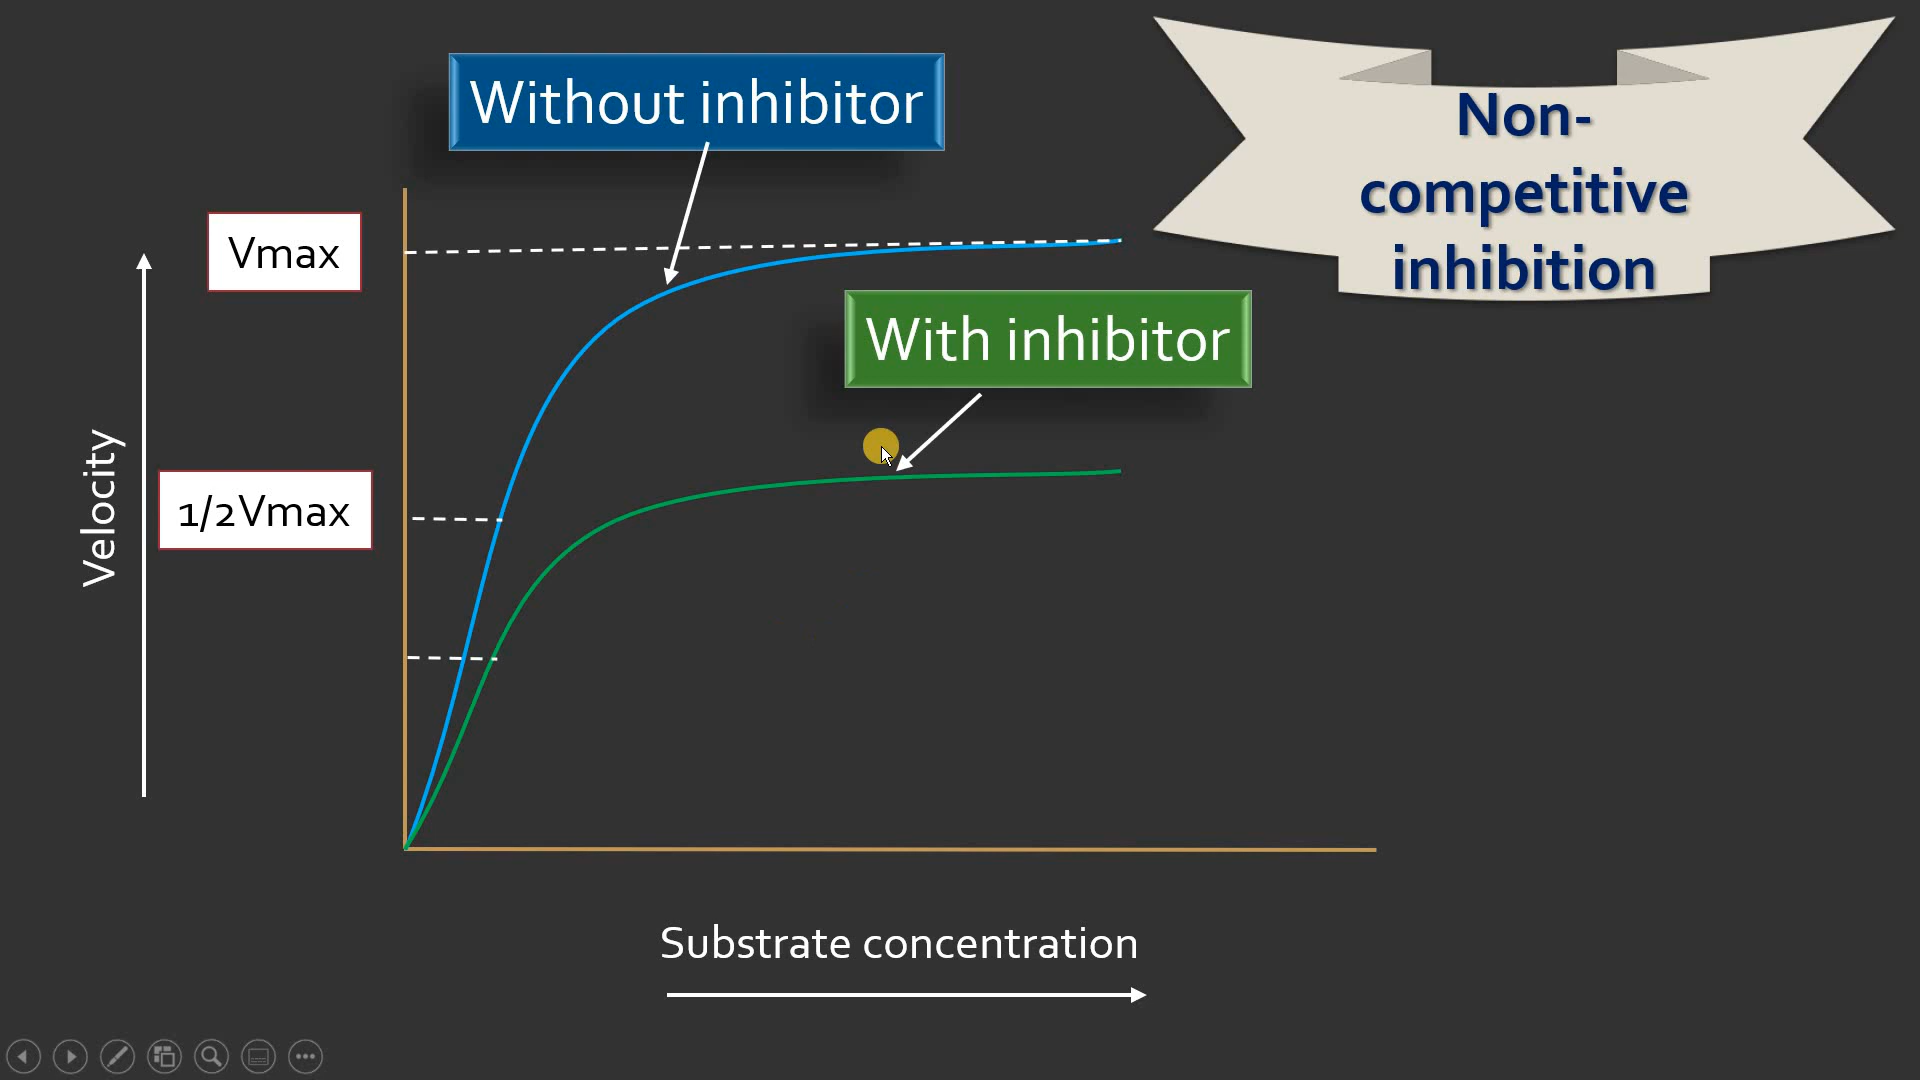 Non-
competitive
inhibition
Without inhibitor
Vmax
With inhibitor
1/2Vmax
Velocity
Substrate concentration